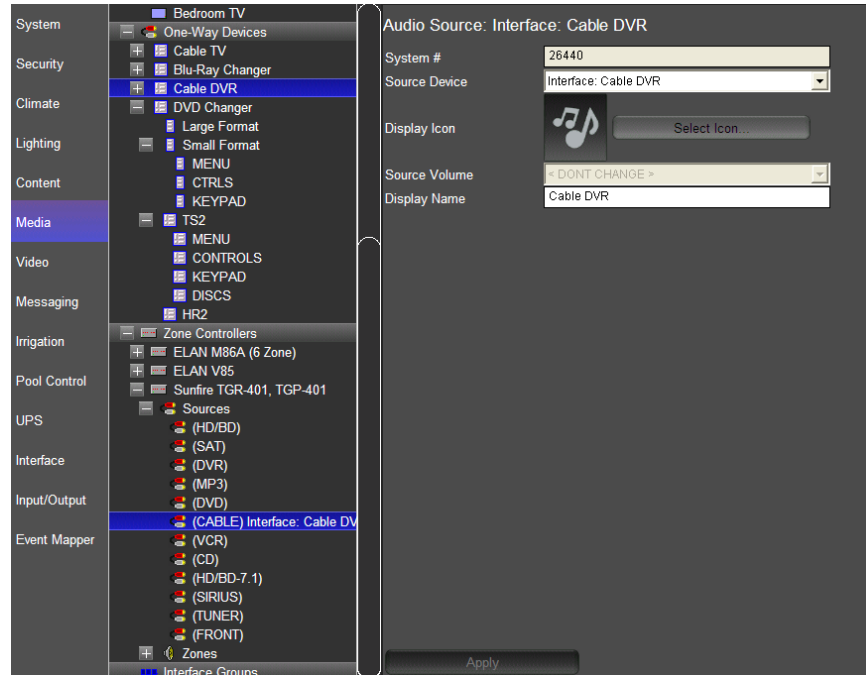 System
Security
Climate
Lighting
Content
Media
Video
Messaging
Irrigation
Pool Control
UPS
Interface
Input/Output
Event Mapper
Bedroom TV
One-Way Devices
Cable TV
Blu-Ray Changer
Cable DVR
DVD Changer
Large Format
Small Format
MENU
CTRLS
KEYPAD
TS2
MENU
CONTROLS
KEYPAD
DISCS
HR2
Zone Controllers
ELAN M86A (6 Zone)
ELAN V85
Sunfire TGR-401, TGP-401
Sources
(HD/BD)
(SAT)
(DVR)
(MP3)
(DVD)
(CABLE) Interface: Cable DV
(VCR)
(CD)
(HD/BD-7.1)
(SIRIUS)
(TUNER)
(FRONT)
Zones
Interface Groups
Audio Source: Interface: Cable DVR
System # 26440
Source Device Interface: Cable DVR
Display Icon Select Icon...
Source Volume < DONT CHANGE >
Display Name Cable DVR
Apply